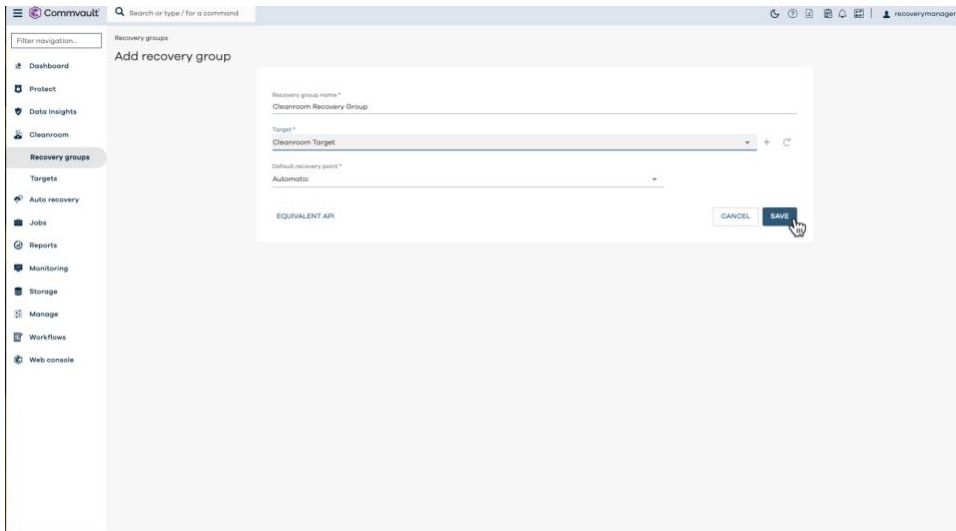 Commvault
Search or type / for a command
recoverymanager
Filter navigation..
Dashboard
Protect
Data Insights
Cleanroom
Recovery groups
Targets
Auto recovery
Jobs
Reports
Monitoring
Storage
Manage
Workflows
Web console
Recovery groups
Add recovery group
Recovery group name *
Cleanroom Recovery Group
Target *
Cleanroom Target
Default recovery point *
Automatic
EQUIVALENT API
CANCEL
SAVE